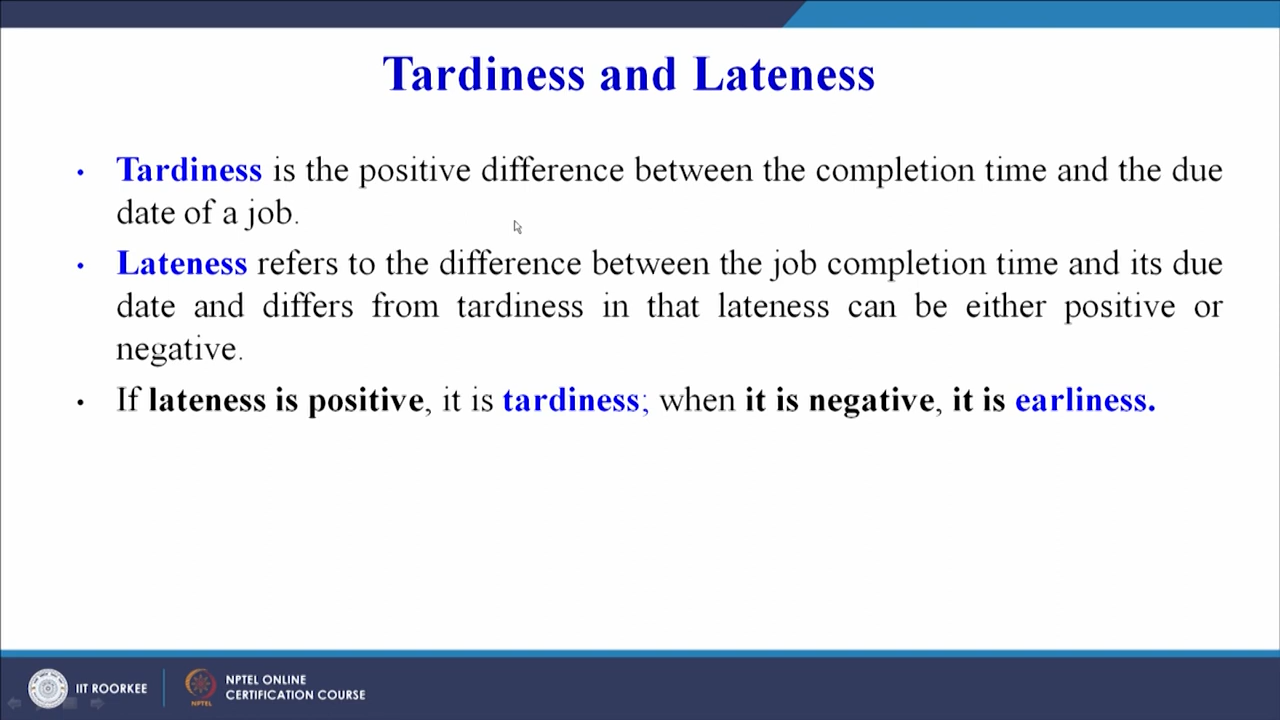 Tardiness and Lateness
• Tardiness is the positive difference between the completion time and the due
date of a job.
• Lateness refers to the difference between the job completion time and its due
date and differs from tardiness in that lateness can be either positive or
negative.
• If lateness is positive, it is tardiness; when it is negative, it is earliness.
IIT ROORKEE
NPTEL
NPTEL ONLINE
CERTIFICATION COURSE